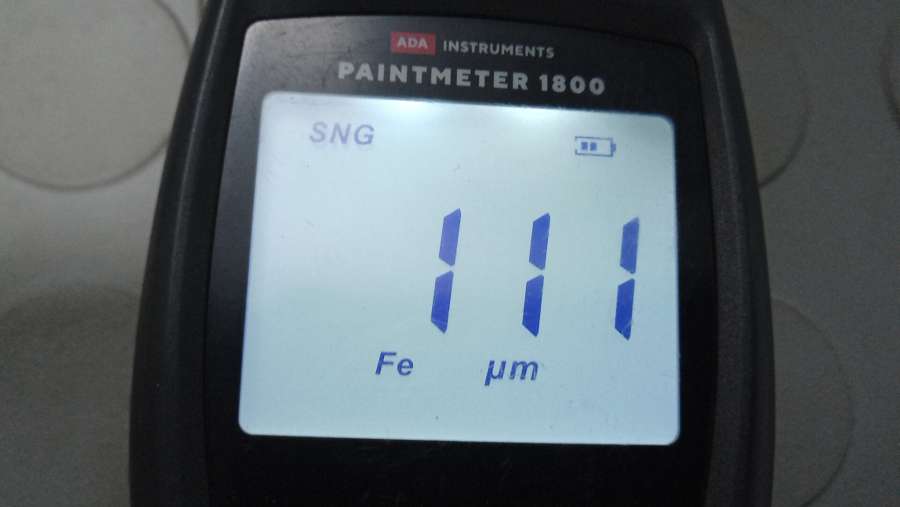 ADA INSTRUMENTS
PAINTMETER 1800
SNG
111
Fe µm